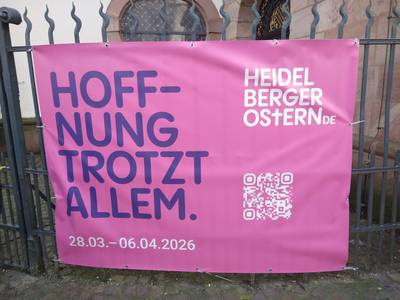 HOFF-
NUNG
TROTZT
ALLEM.
28.03.–06.04.2026
HEIDEL
BERGER
OSTERN.DE